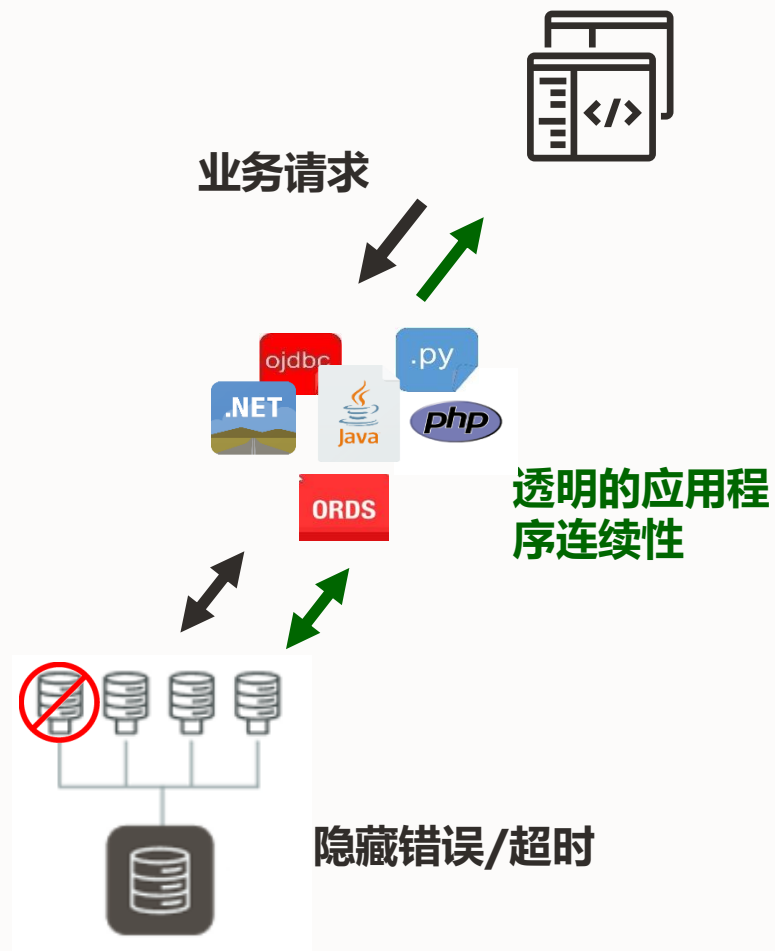 </>
业务请求
ojdbc
.py
.NET
Java
php
ORDS
透明的应用程
序连续性
隐藏错误/超时